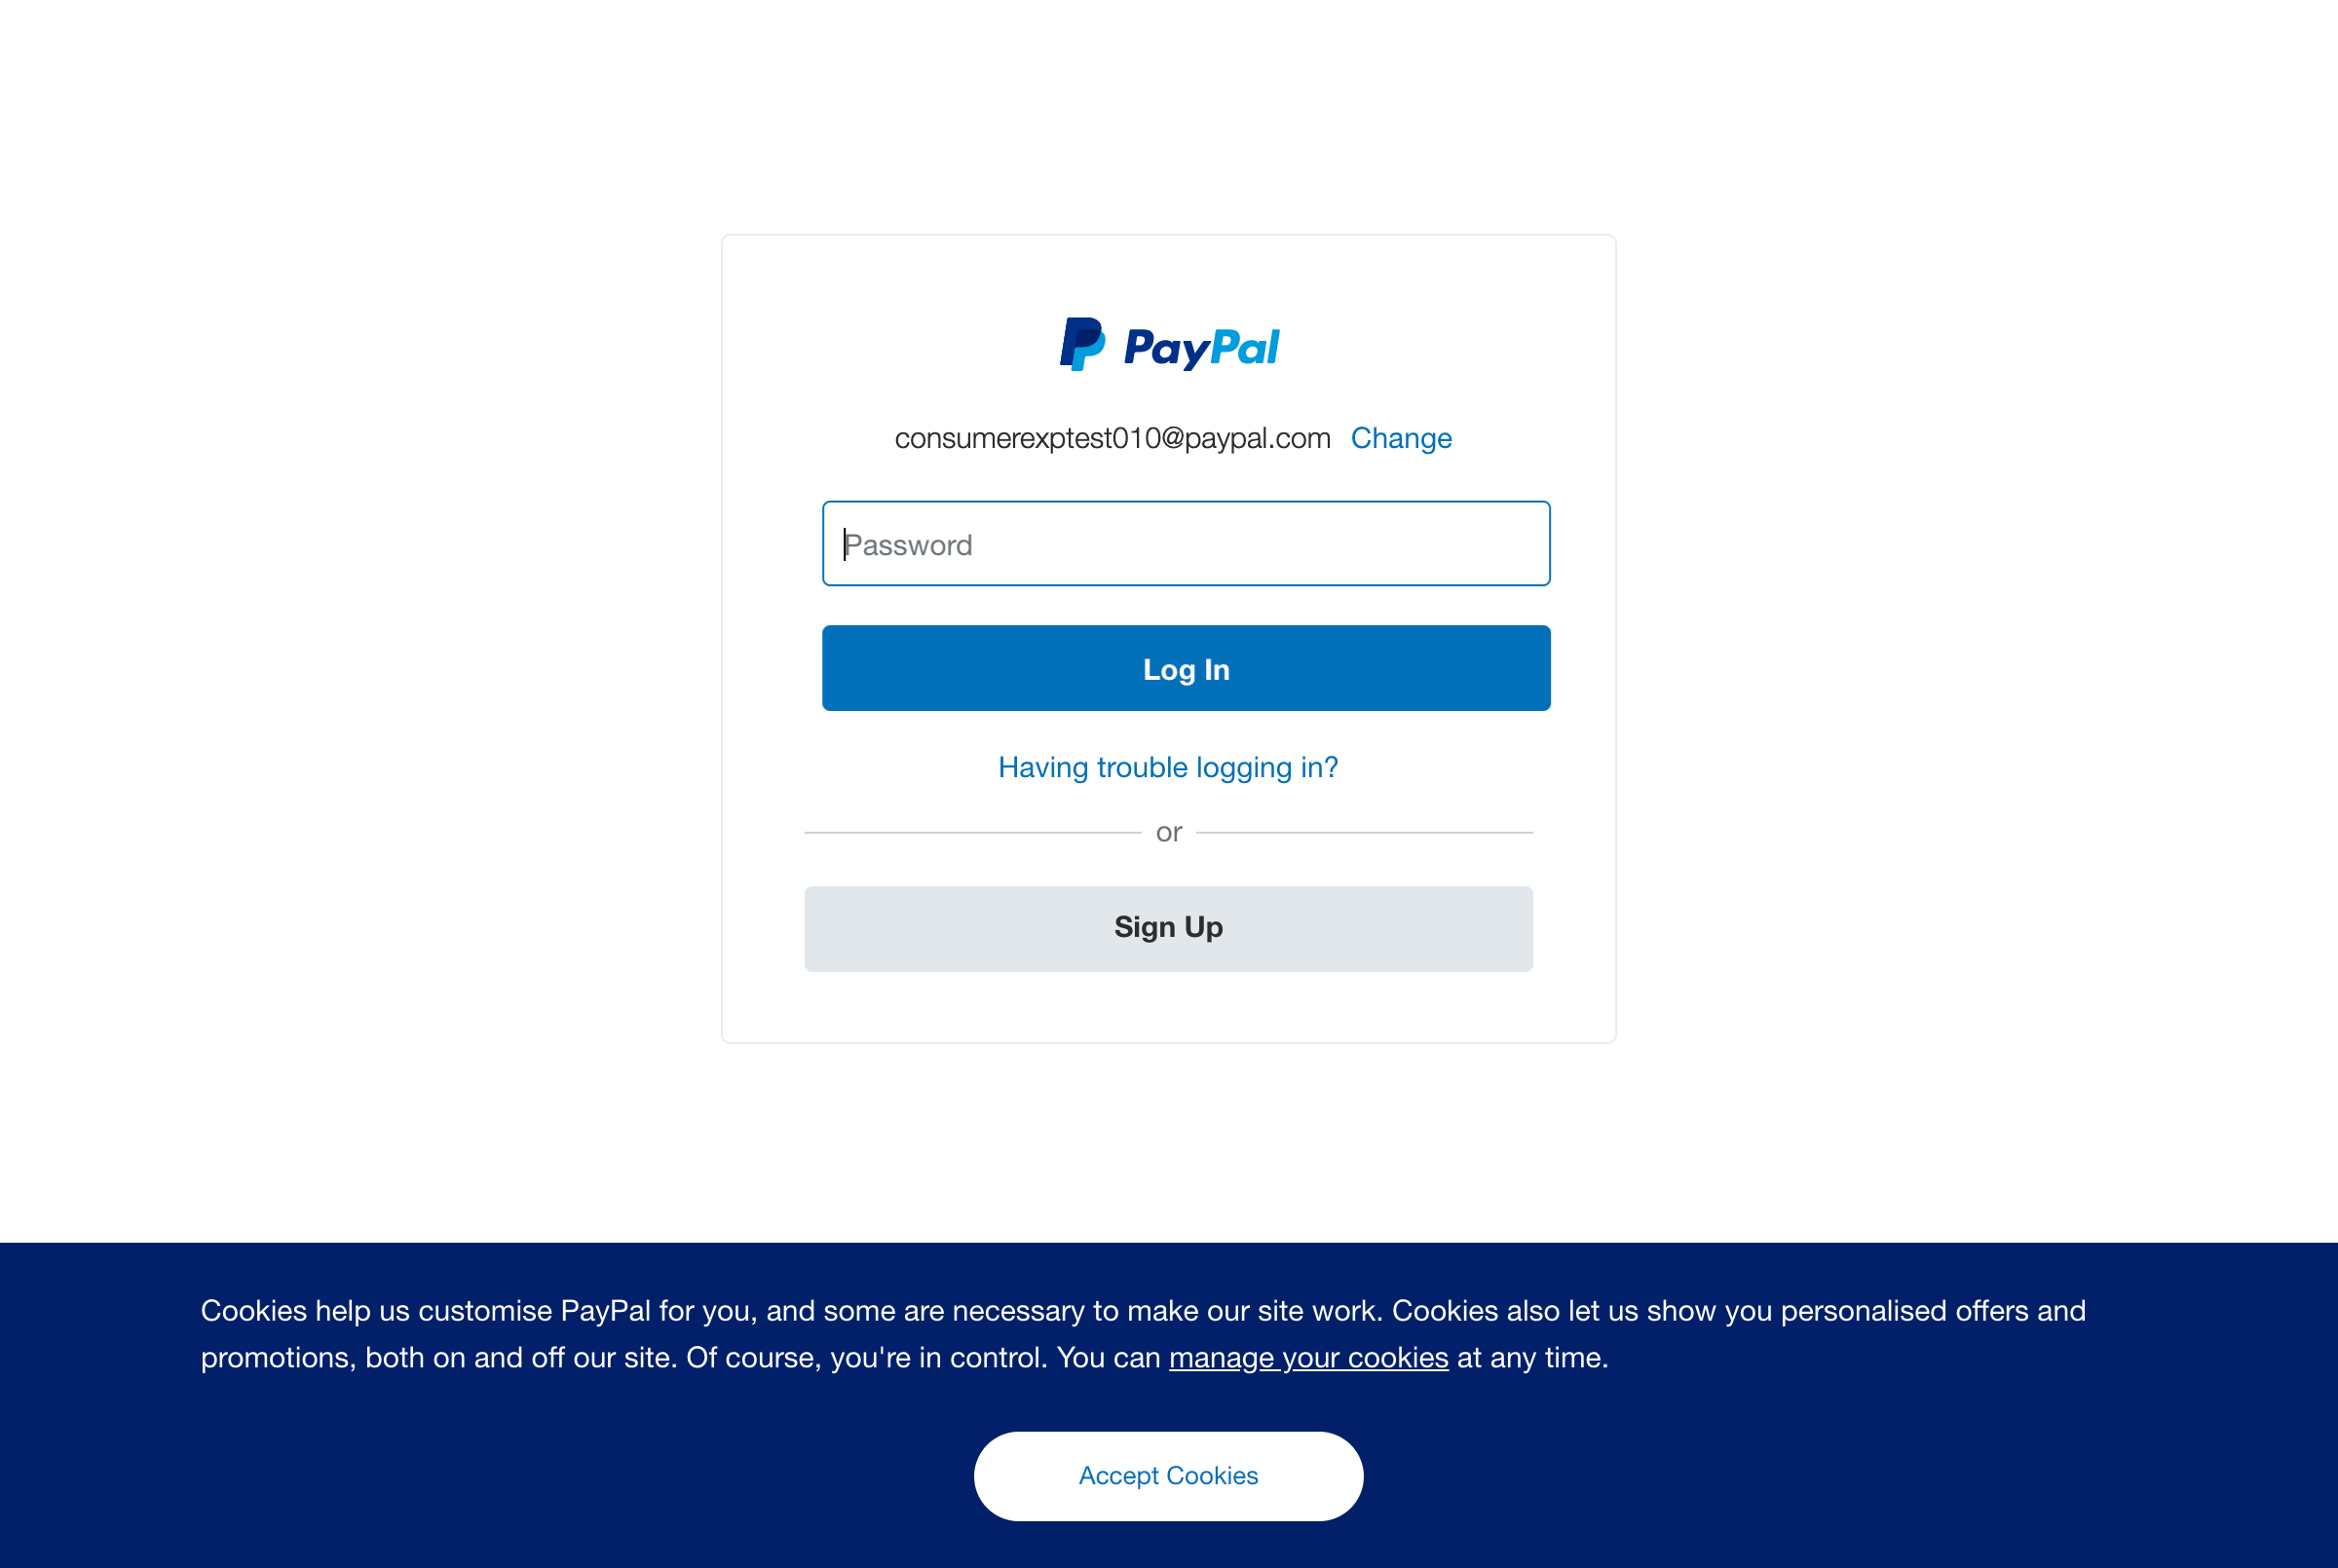 PayPal
consumerexptest010@paypal.com Change
Password
Log In
Having trouble logging in?
or
Sign Up
Cookies help us customise PayPal for you, and some are necessary to make our site work. Cookies also let us show you personalised offers and
promotions, both on and off our site. Of course, you're in control. You can manage your cookies at any time.
Accept Cookies